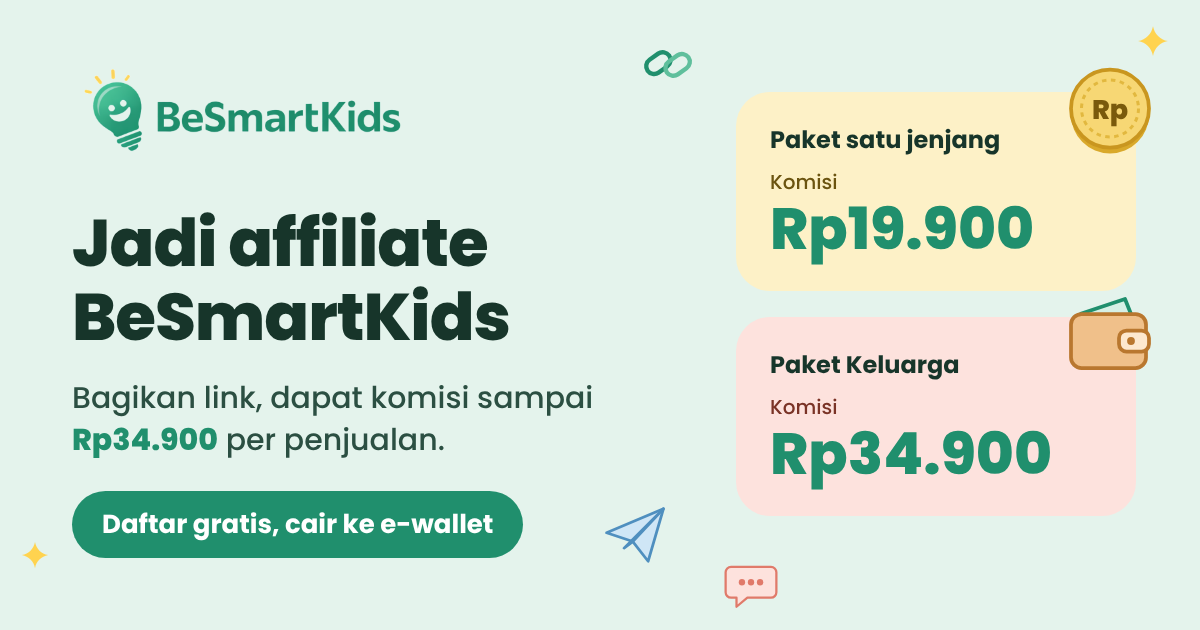 BeSmartKids
Jadi affiliate
BeSmartKids
Bagikan link, dapat komisi sampai
Rp34.900 per penjualan.
Daftar gratis, cair ke e-wallet
Rp
Paket satu jenjang
Komisi
Rp19.900
Paket Keluarga
Komisi
Rp34.900